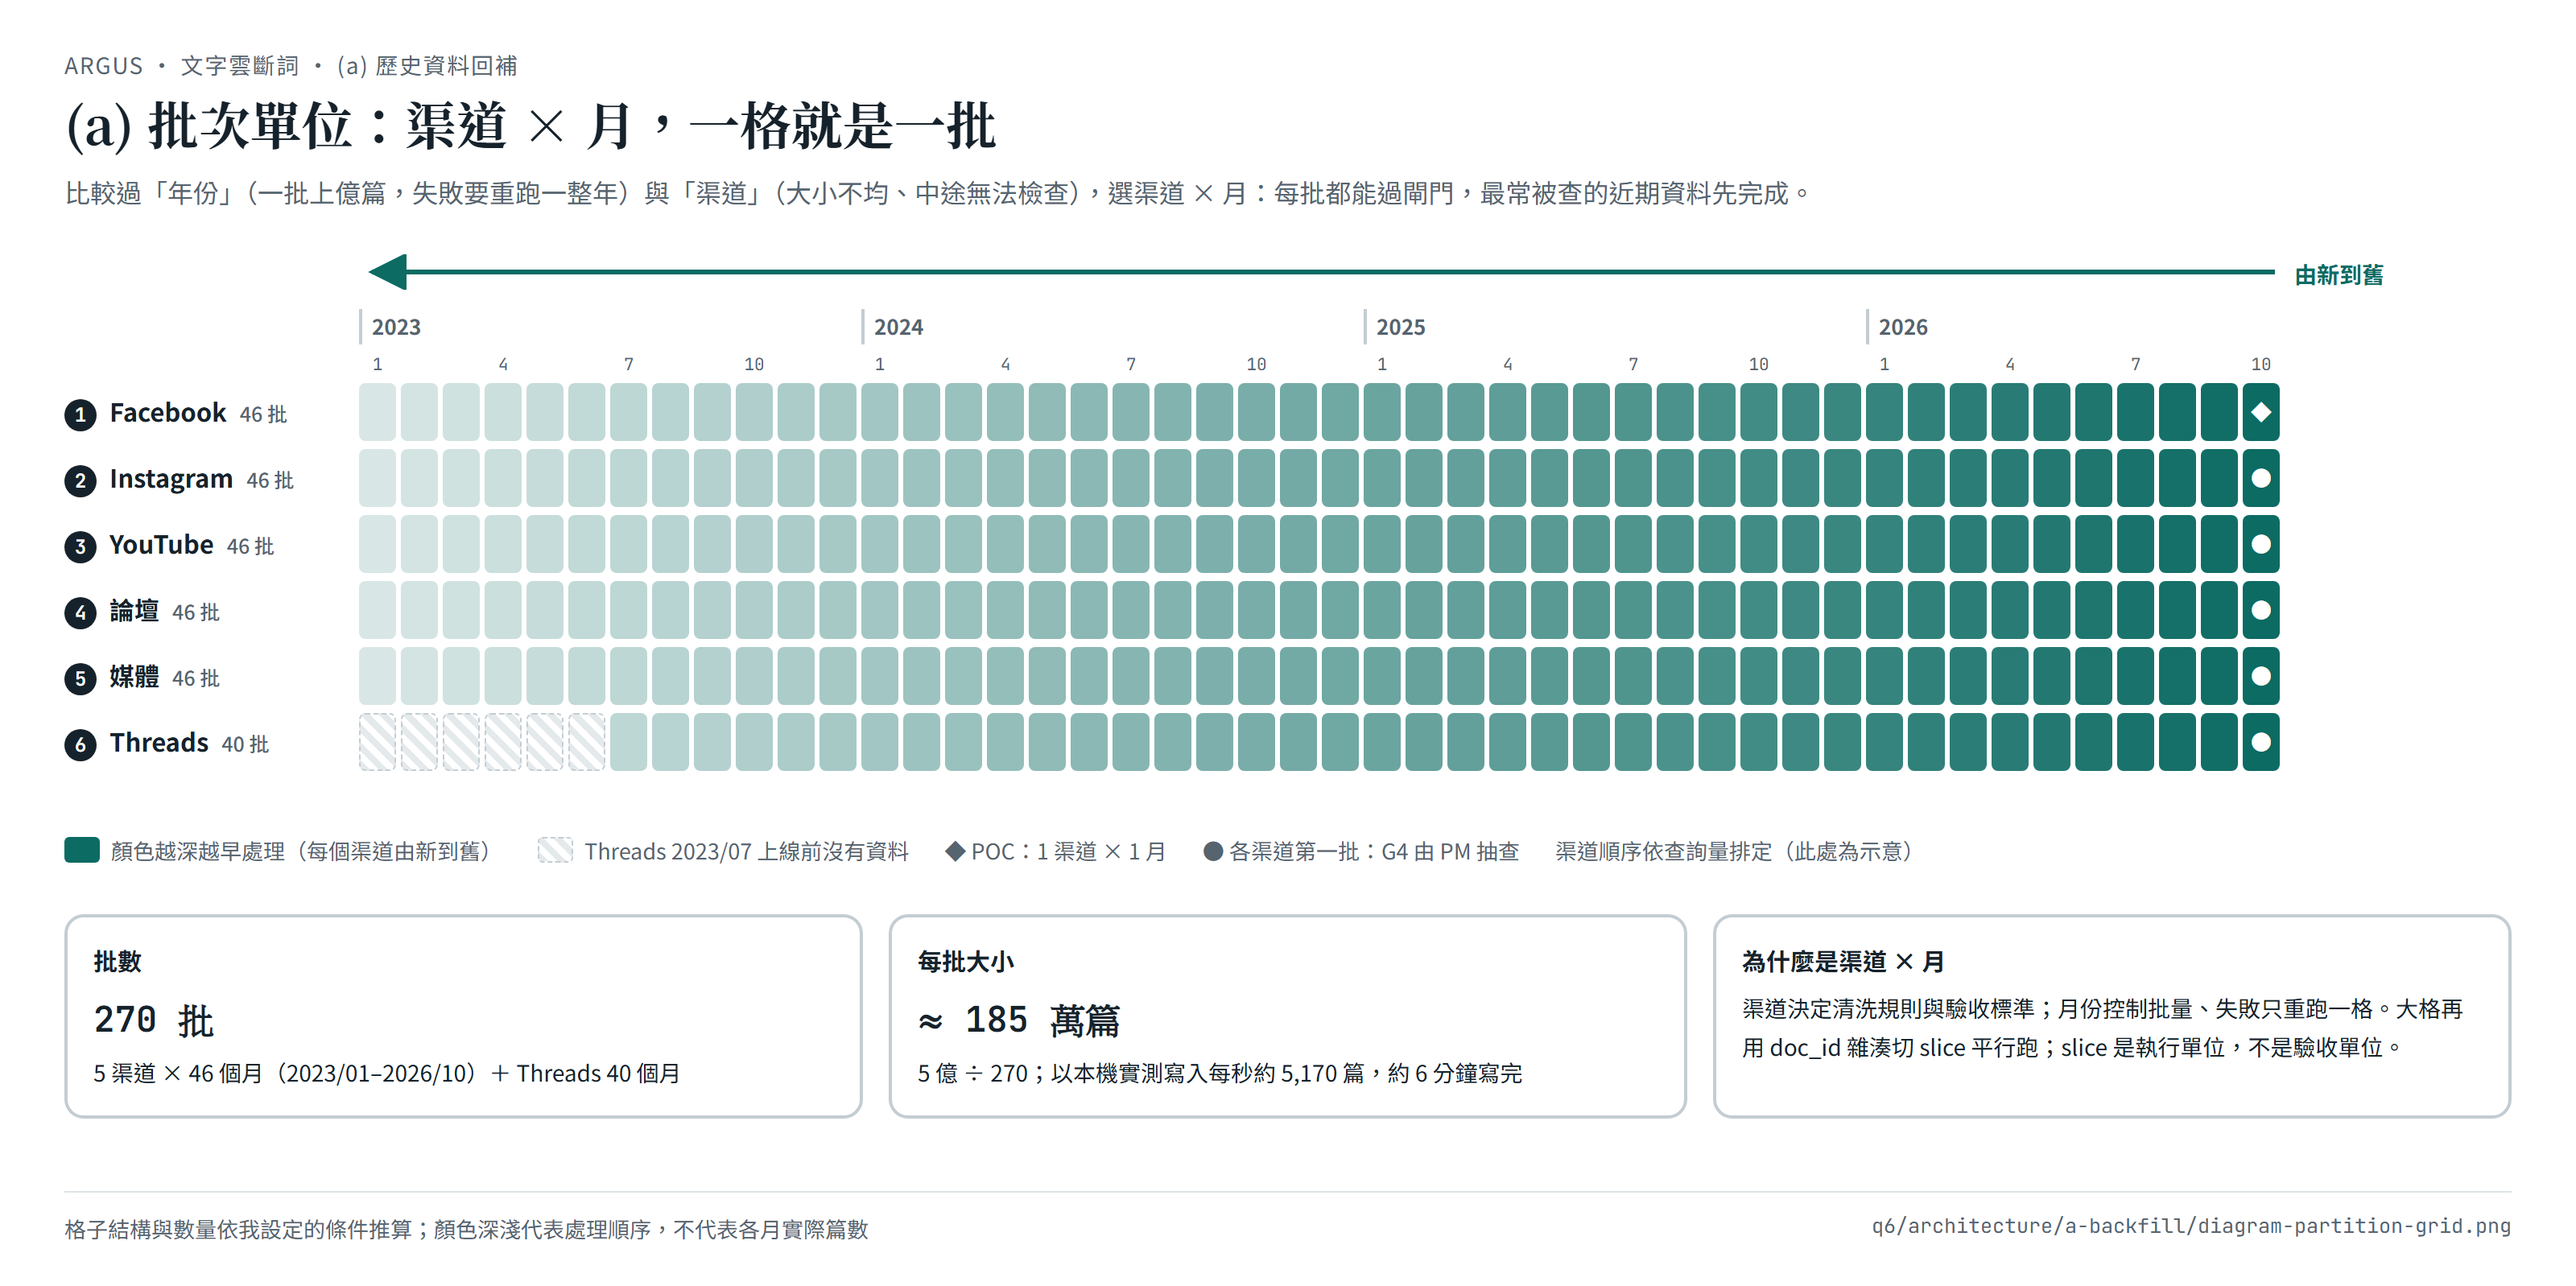 ARGUS ・ 文字雲斷詞 ・ (a) 歷史資料回補
(a) 批次單位：渠道 × 月，一格就是一批
比較過「年份」（一批上億篇，失敗要重跑一整年）與「渠道」（大小不均、中途無法檢查），選渠道 × 月：每批都能過閘門，最常被查的近期資料先完成。
由新到舊
2023 2024 2025 2026
1 4 7 10 1 4 7 10 1 4 7 10 1 4 7 10
1 Facebook 46 批
2 Instagram 46 批
3 YouTube 46 批
4 論壇 46 批
5 媒體 46 批
6 Threads 40 批
顏色越深越早處理（每個渠道由新到舊） Threads 2023/07 上線前沒有資料 ◆ POC：1 渠道 × 1 月 ● 各渠道第一批：G4 由 PM 抽查 渠道順序依查詢量排定（此處為示意）
批數
270 批
5 渠道 × 46 個月（2023/01–2026/10）＋ Threads 40 個月
每批大小
≈ 185 萬篇
5 億 ÷ 270；以本機實測寫入每秒約 5,170 篇，約 6 分鐘寫完
為什麼是渠道 × 月
渠道決定清洗規則與驗收標準；月份控制批量、失敗只重跑一格。大格再
用 doc_id 雜湊切 slice 平行跑；slice 是執行單位，不是驗收單位。
格子結構與數量依我設定的條件推算；顏色深淺代表處理順序，不代表各月實際篇數
q6/architecture/a-backfill/diagram-partition-grid.png